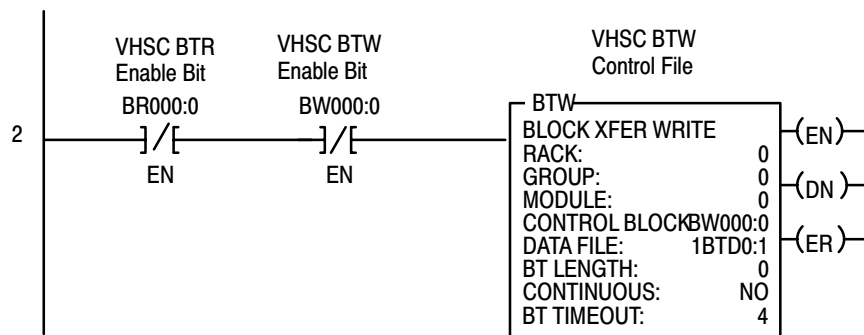 VHSC BTR
Enable Bit
VHSC BTW
Enable Bit
VHSC BTW
Control File
BR000:0
BW000:0
2
]/[
]/[
EN
EN
BTW
BLOCK XFER WRITE
RACK: 0
GROUP: 0
MODULE: 0
CONTROL BLOCKBW000:0
DATA FILE: 1BTD0:1
BT LENGTH: 0
CONTINUOUS: NO
BT TIMEOUT: 4
(EN)
(DN)
(ER)